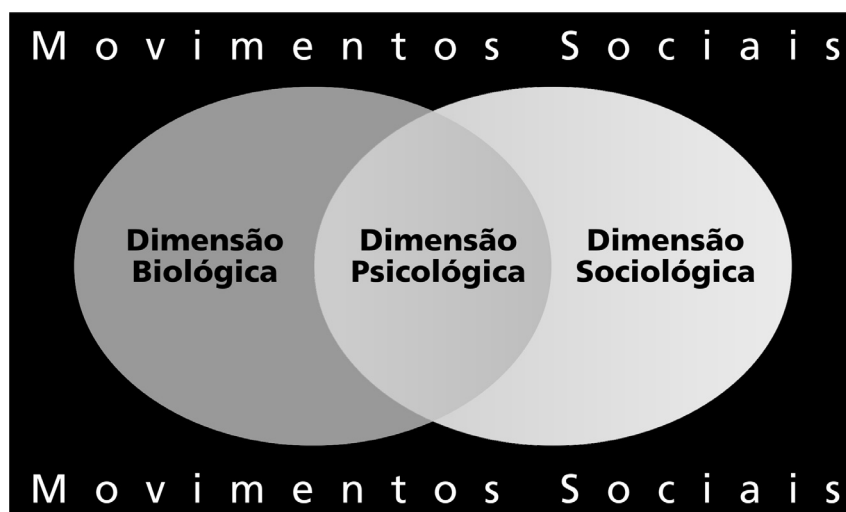 Movimentos Sociais
Dimensão
Biológica
Dimensão
Psicológica
Dimensão
Sociológica
Movimentos Sociais